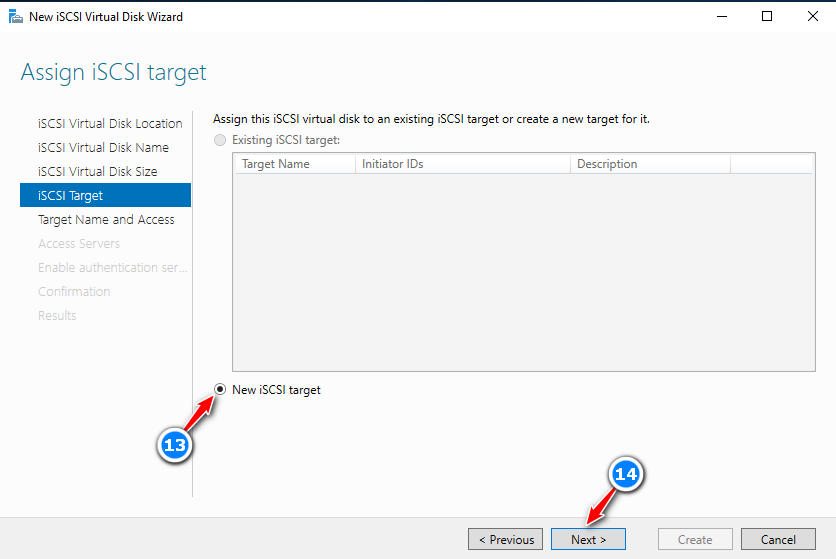 New iSCSI Virtual Disk Wizard
Assign iSCSI target
iSCSI Virtual Disk Location
iSCSI Virtual Disk Name
iSCSI Virtual Disk Size
iSCSI Target
Target Name and Access
Access Servers
Enable authentication ser...
Confirmation
Results
Assign this iSCSI virtual disk to an existing iSCSI target or create a new target for it.
Existing iSCSI target:
Target Name Initiator IDs Description
New iSCSI target
13
14
< Previous Next > Create Cancel